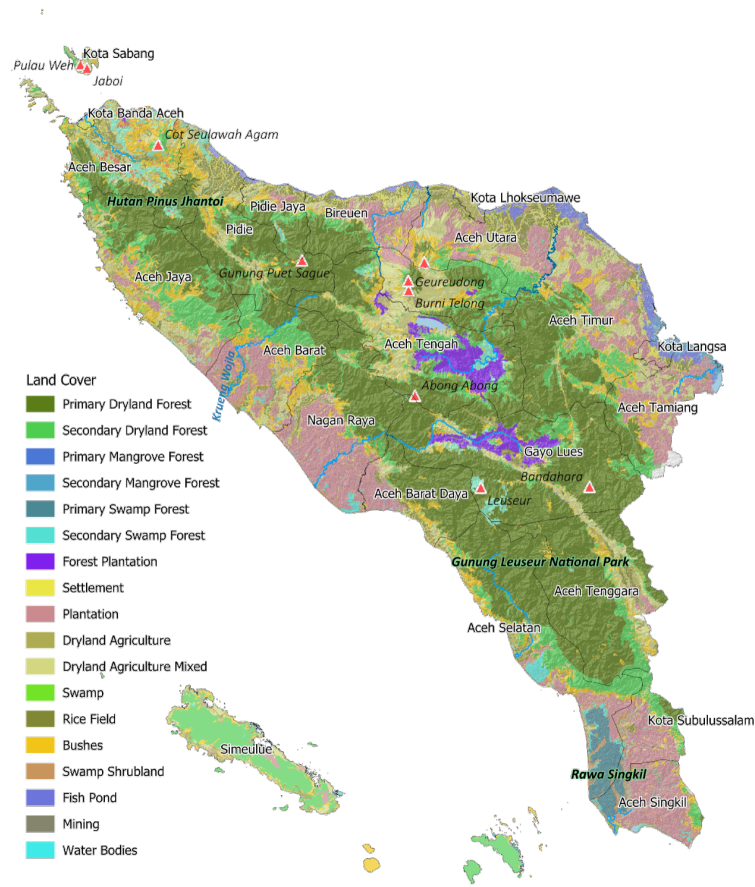 Kota Sabang
Pulau Weh
Jaboi
Kota Banda Aceh
Cot Seulawah Agam
Aceh Besar
Hutan Pinus Jhantoi
Kota Lhokseumawe
Pidie Jaya
Bireuen
Pidie
Aceh Utara
Gunung Puet Sague
Aceh Jaya
Geureudong
Burni Telong
Aceh Timur
Aceh Tengah
Kota Langsa
Aceh Barat
Krueng Wojla
Abong Abong
Aceh Tamiang
Nagan Raya
Gayo Lues
Bandahara
Aceh Barat Daya
Leuseur
Gunung Leuseur National Park
Aceh Tenggara
Aceh Selatan
Kota Subulussalam
Simeulue
Rawa Singkil
Aceh Singkil
Land Cover
Primary Dryland Forest
Secondary Dryland Forest
Primary Mangrove Forest
Secondary Mangrove Forest
Primary Swamp Forest
Secondary Swamp Forest
Forest Plantation
Settlement
Plantation
Dryland Agriculture
Dryland Agriculture Mixed
Swamp
Rice Field
Bushes
Swamp Shrubland
Fish Pond
Mining
Water Bodies